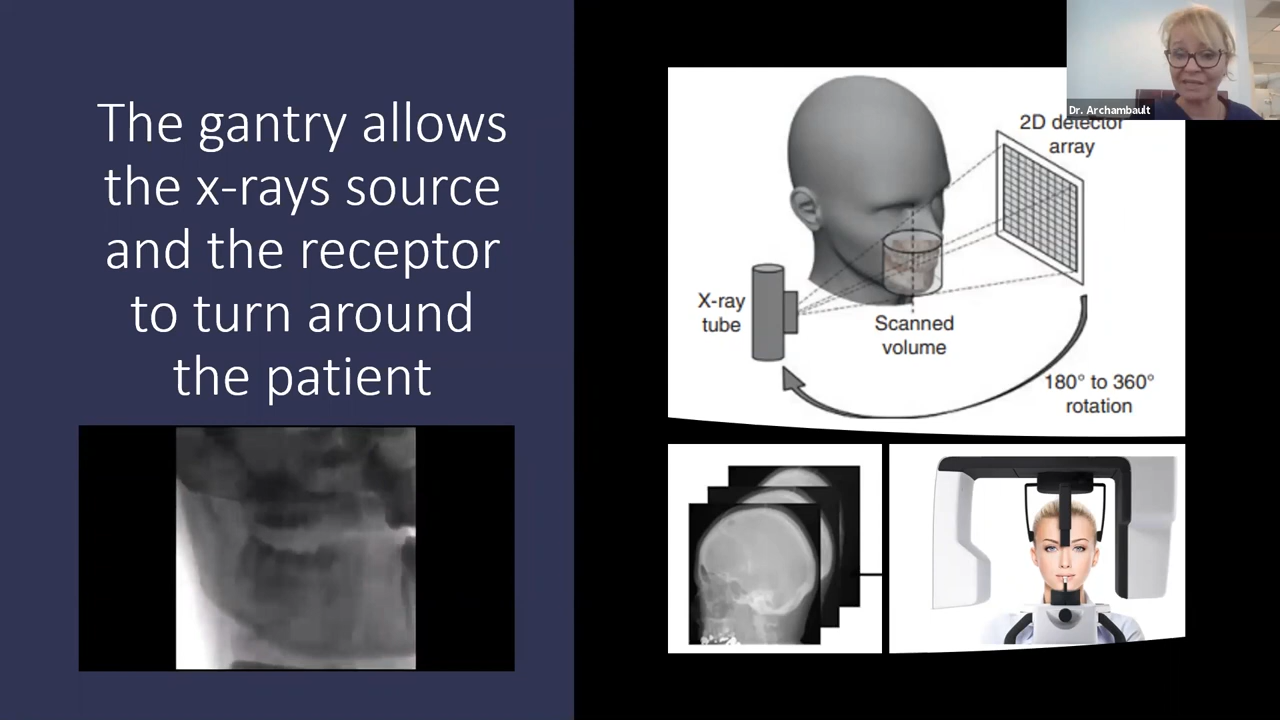 The gantry allows
the x-rays source
and the receptor
to turn around
the patient
Dr. Archambault
2D detector
array
X-ray
tube
Scanned
volume
180° to 360°
rotation